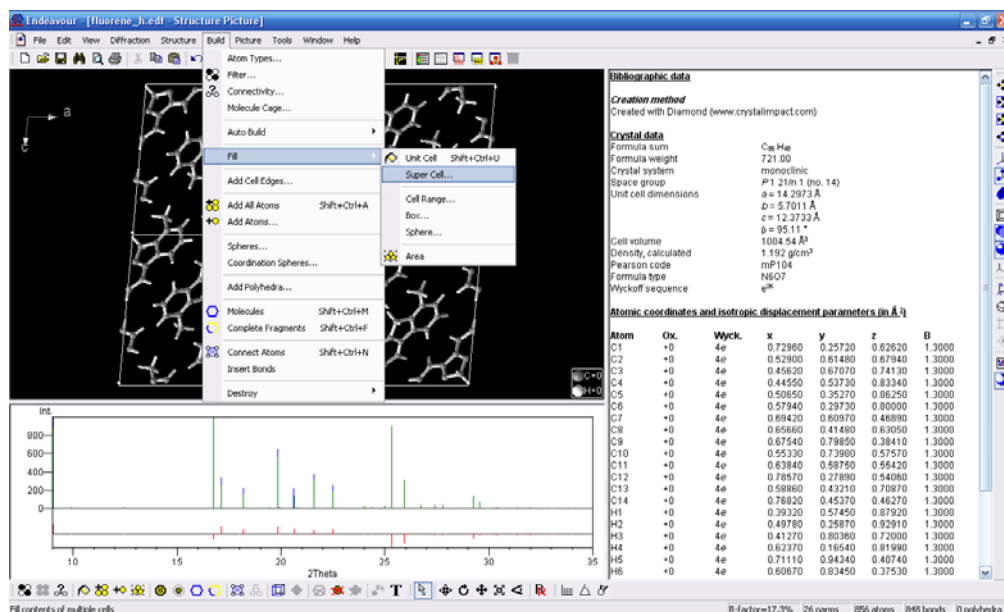 Endeavour - [fluorene_h.edf - Structure Picture]
File Edit View Diffraction Structure Build Picture Tools Window Help
Atom Types...
Filter...
Connectivity...
Molecule Cage...
Auto Build
Fill
Add Cell Edges...
Add All Atoms Shift+Ctrl+A
Add Atoms...
Spheres...
Coordination Spheres...
Add Polyhedra...
Molecules Shift+Ctrl+M
Complete Fragments Shift+Ctrl+F
Connect Atoms Shift+Ctrl+N
Insert Bonds
Destroy
Unit Cell Shift+Ctrl+U
Super Cell...
Cell Range...
Box...
Sphere...
Area
a
c
C+0
H+0
Bibliographic data
Creation method
Created with Diamond (www.crystalimpact.com)
Crystal data
Formula sum C56 H40
Formula weight 721.00
Crystal system monoclinic
Space group P 1 21/n 1 (no. 14)
Unit cell dimensions a = 14.2973 Å
b = 5.7011 Å
c = 12.3733 Å
β = 95.11 °
Cell volume 1004.54 Å3
Density, calculated 1.192 g/cm3
Pearson code mP104
Formula type N6O7
Wyckoff sequence e26
Atomic coordinates and isotropic displacement parameters (in Å2)
Atom Ox. Wyck. x y z B
C1 +0 4e 0.72960 0.25720 0.62620 1.3000
C2 +0 4e 0.52900 0.61480 0.67940 1.3000
C3 +0 4e 0.45620 0.67070 0.74130 1.3000
C4 +0 4e 0.44550 0.53730 0.83340 1.3000
C5 +0 4e 0.50650 0.35270 0.86250 1.3000
C6 +0 4e 0.57940 0.29730 0.80000 1.3000
C7 +0 4e 0.69420 0.60970 0.46890 1.3000
C8 +0 4e 0.65660 0.41480 0.63050 1.3000
C9 +0 4e 0.67540 0.79850 0.38410 1.3000
C10 +0 4e 0.55330 0.73980 0.57570 1.3000
C11 +0 4e 0.63840 0.58750 0.55420 1.3000
C12 +0 4e 0.78570 0.27890 0.54060 1.3000
C13 +0 4e 0.58860 0.43210 0.70870 1.3000
C14 +0 4e 0.76820 0.45370 0.46270 1.3000
H1 +0 4e 0.39320 0.57450 0.87920 1.3000
H2 +0 4e 0.49780 0.25870 0.92910 1.3000
H3 +0 4e 0.41270 0.80360 0.72000 1.3000
H4 +0 4e 0.62370 0.16540 0.81990 1.3000
H5 +0 4e 0.71110 0.94340 0.40740 1.3000
H6 +0 4e 0.60670 0.83450 0.37530 1.3000
Int.
800
600
400
200
0
10 15 20 25 30 35
2Theta
Fill contents of multiple cells
R-factor=17.3% 26 parms 856 atoms 848 bonds 0 polyhedra